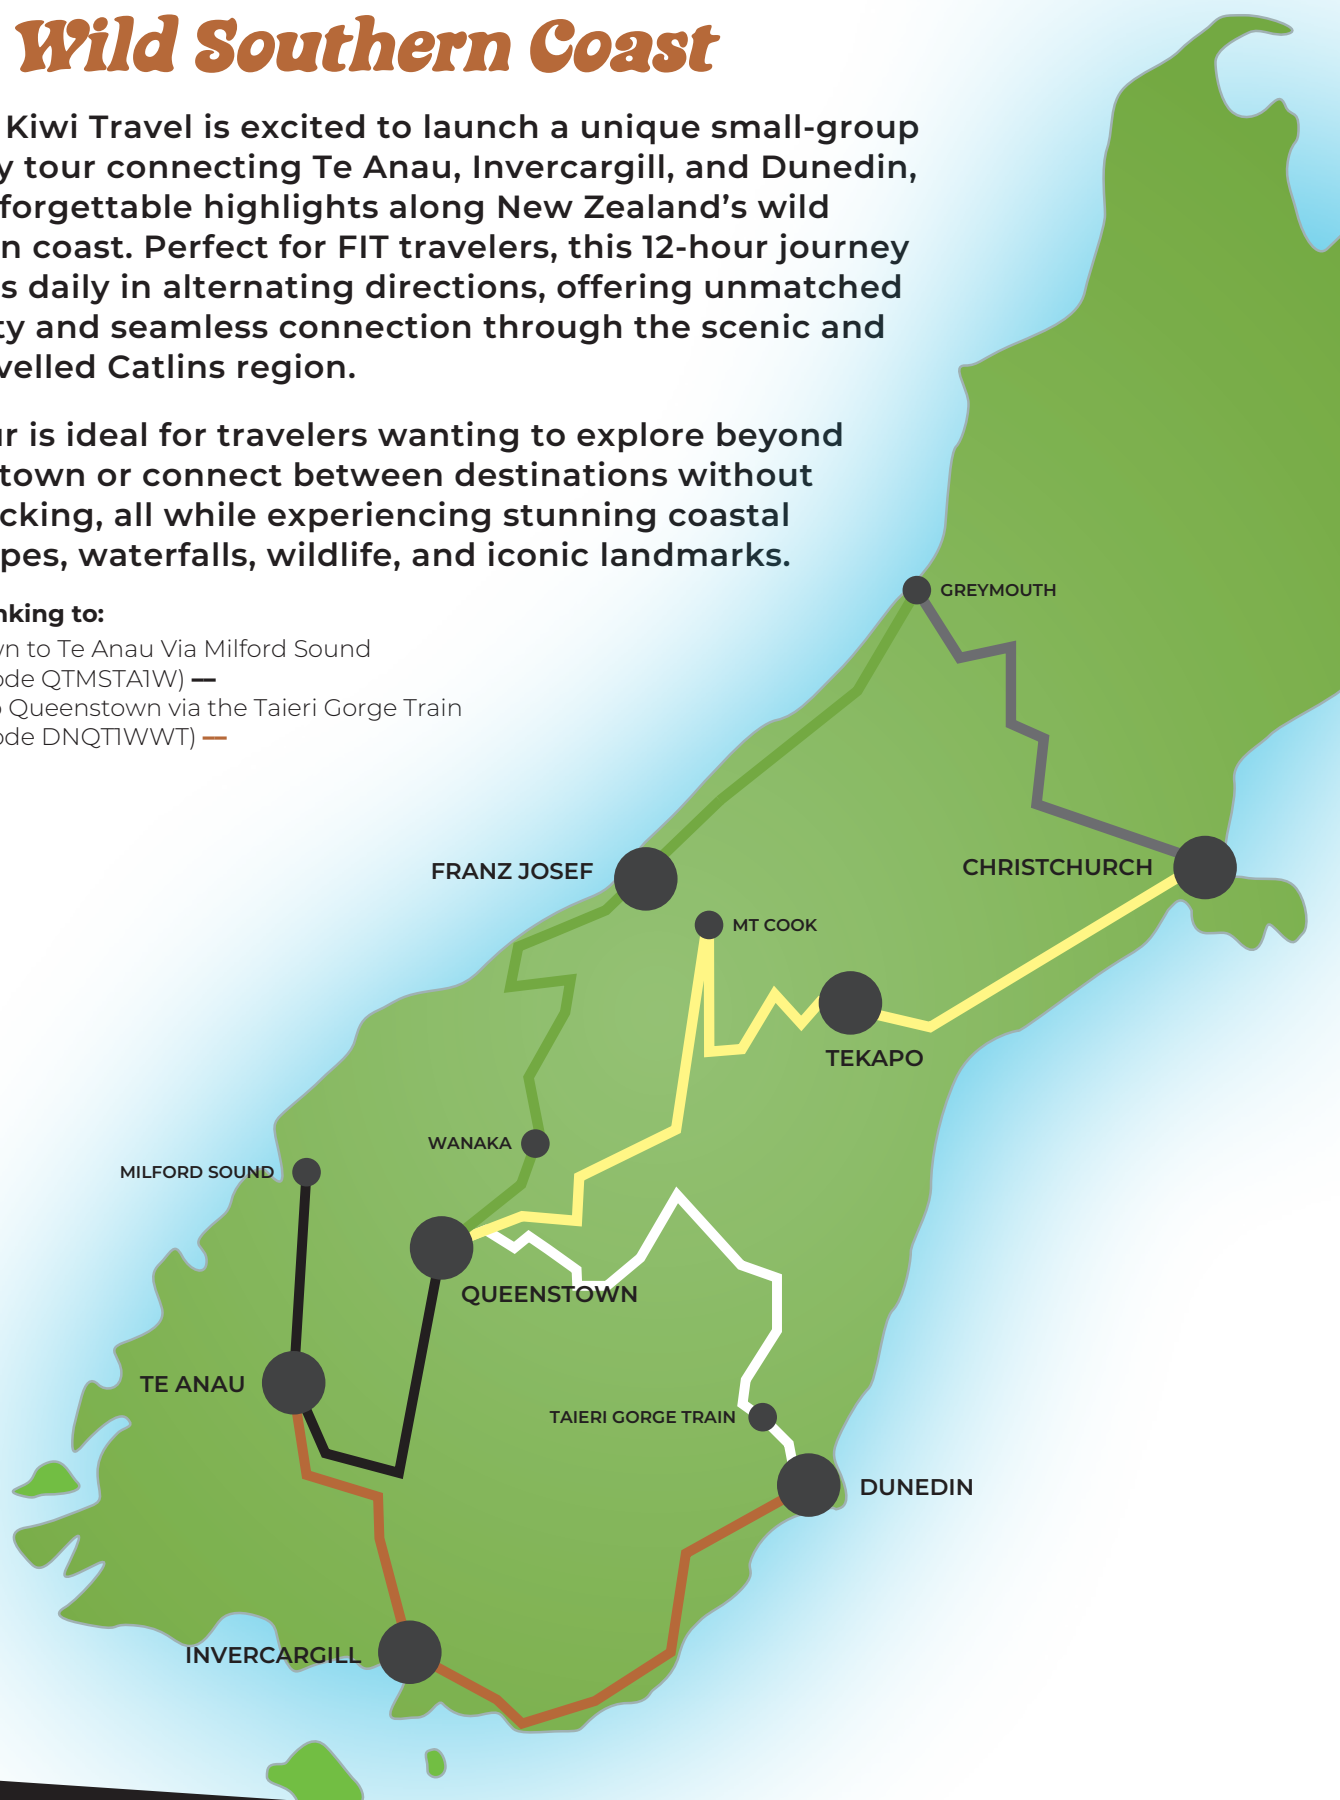 Wild Southern Coast
Kiwi Travel is excited to launch a unique small-group
y tour connecting Te Anau, Invercargill, and Dunedin,
forgettable highlights along New Zealand's wild
n coast. Perfect for FIT travelers, this 12-hour journey
s daily in alternating directions, offering unmatched
ty and seamless connection through the scenic and
velled Catlins region.
ur is ideal for travelers wanting to explore beyond
town or connect between destinations without
cking, all while experiencing stunning coastal
pes, waterfalls, wildlife, and iconic landmarks.
nking to:
wn to Te Anau Via Milford Sound
ode QTMSTA1W) —
o Queenstown via the Taieri Gorge Train
ode DNQT1WWT) —
GREYMOUTH
FRANZ JOSEF
CHRISTCHURCH
MT COOK
TEKAPO
WANAKA
MILFORD SOUND
QUEENSTOWN
TE ANAU
TAIERI GORGE TRAIN
DUNEDIN
INVERCARGILL